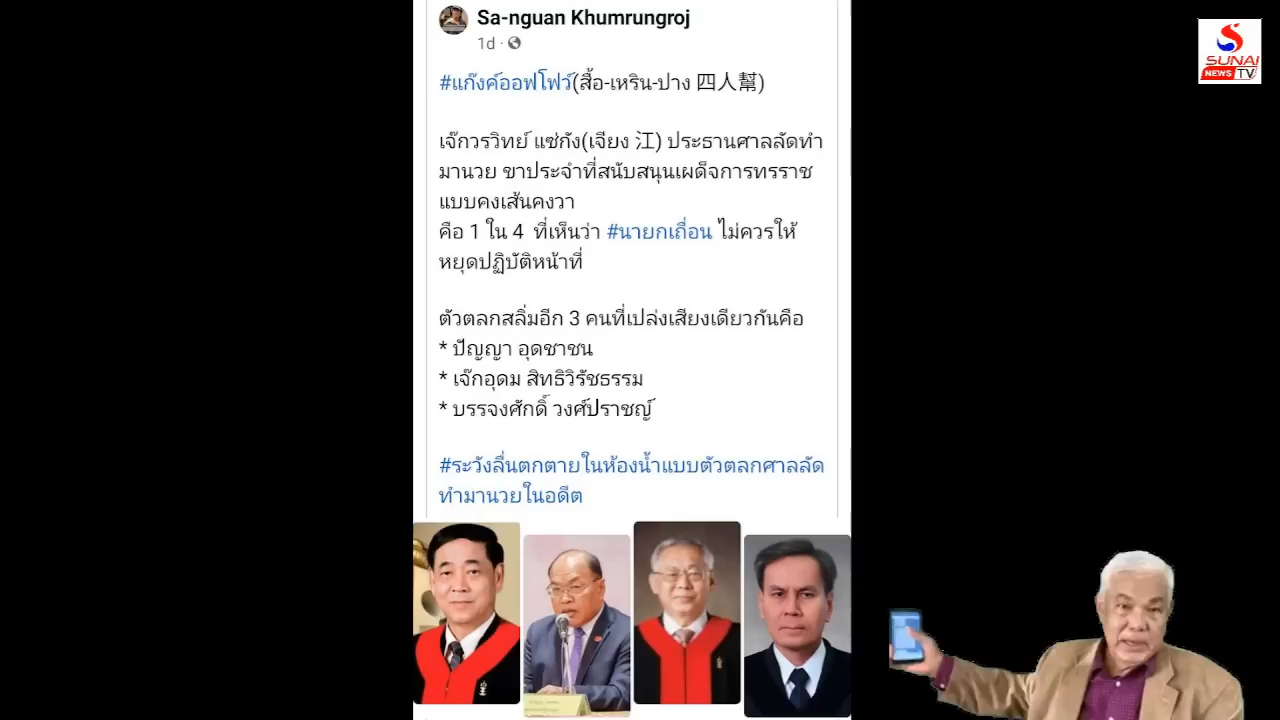 Sa-nguan Khumrungroj
1d
#แก๊งค์ออฟโฟว์(สื้อ-เหริน-ปาง 四人幫)
เจ๊กวรวิทย์ แซ่กัง(เจียง 江) ประธานศาลลัดทำ
มานวย ขาประจำที่สนับสนุนเผด็จการทรราช
แบบคงเส้นคงวา
คือ 1 ใน 4 ที่เห็นว่า #นายกเถื่อน ไม่ควรให้
หยุดปฏิบัติหน้าที่
ตัวตลกสลิ่มอีก 3 คนที่เปล่งเสียงเดียวกันคือ
* ปัญญา อุดชาชน
* เจ๊กอุดม สิทธิวิรัชธรรม
* บรรจงศักดิ์ วงศ์ปราชญ์
#ระวังลื่นตกตายในห้องน้ำแบบตัวตลกศาลลัด
ทำมานวยในอดีต
SUNAI
NEWS TV